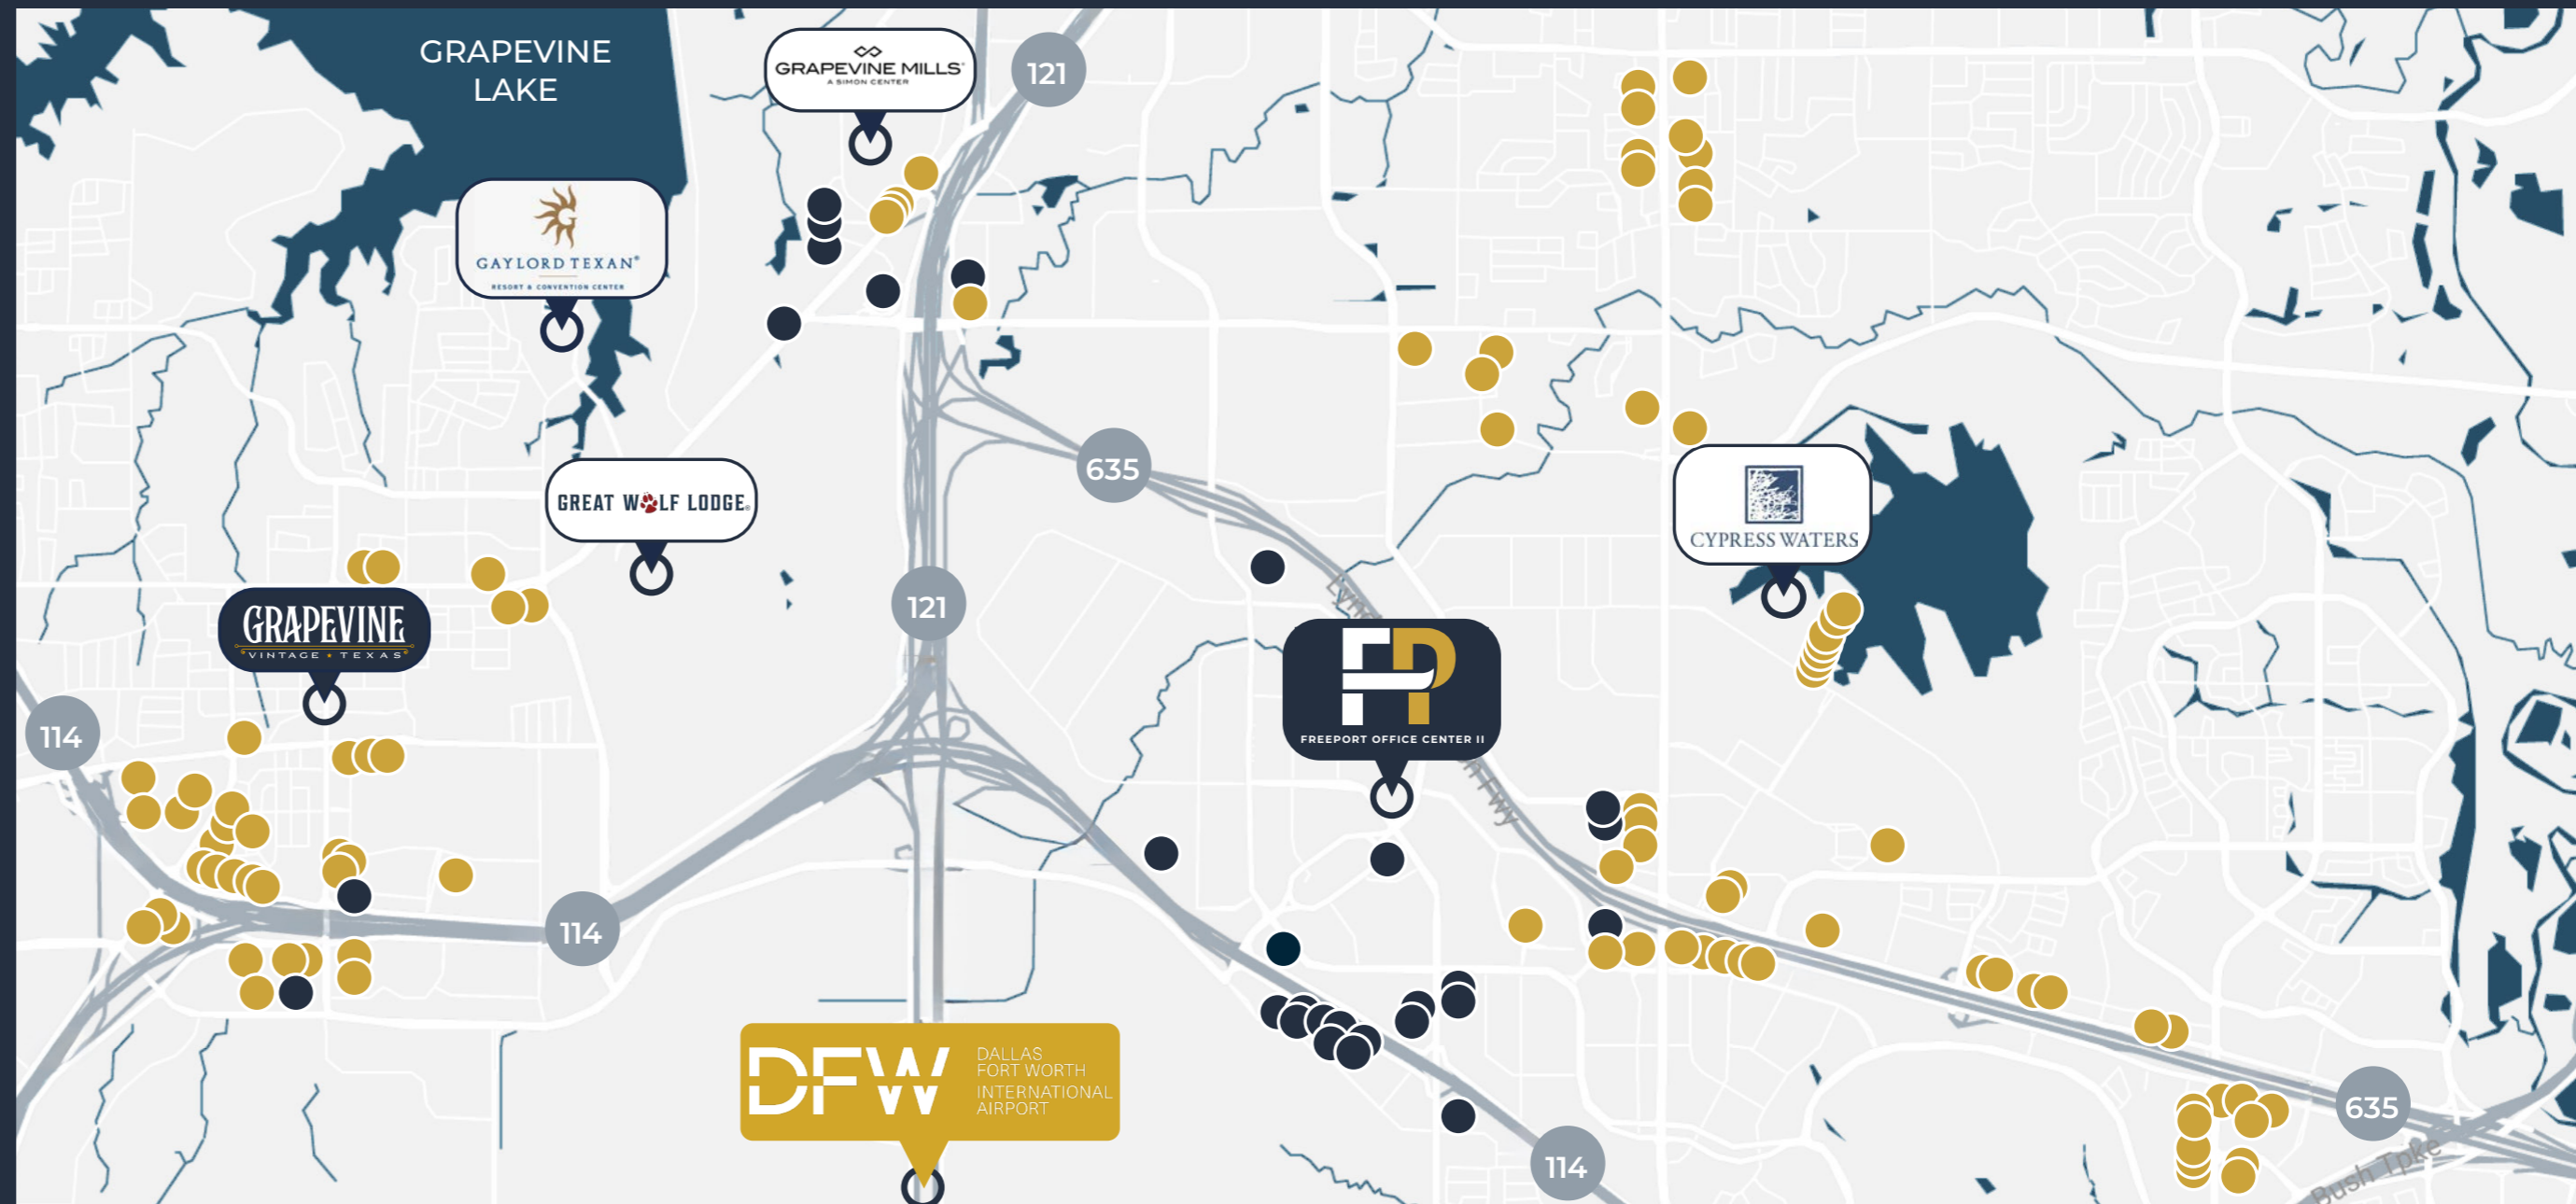 GRAPEVINE
LAKE
GRAPEVINE MILLS®
A SIMON CENTER
121
GAYLORD TEXAN®
RESORT & CONVENTION CENTER
635
GREAT WOLF LODGE®
CYPRESS WATERS
121
GRAPEVINE
VINTAGE • TEXAS®
FP
FREEPORT OFFICE CENTER II
114
n Fwy
114
DFW
DALLAS
FORT WORTH
INTERNATIONAL
AIRPORT
635
114
Bush Tpke